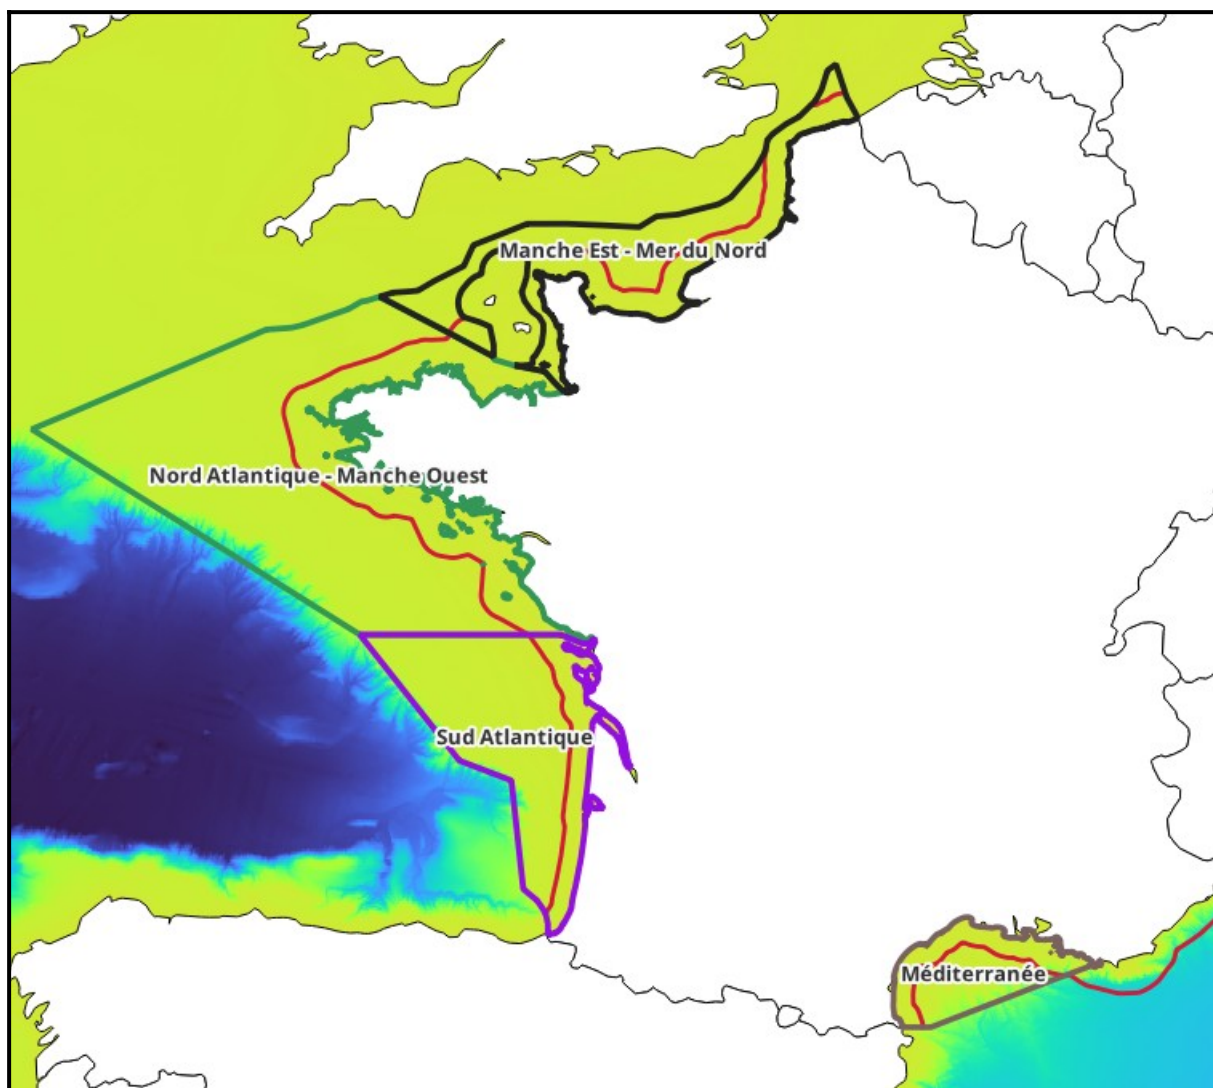 Manche Est - Mer du Nord
Nord Atlantique - Manche Ouest
Sud Atlantique
Méditerranée